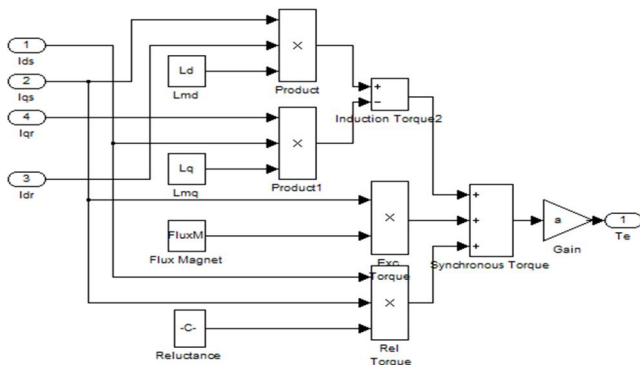 1
Ids
2
Iqs
4
Iqr
3
Idr
Ld
Lmd
×
Product
Lq
Lmq
×
Product1
+
−
Induction Torque2
FluxM
Flux Magnet
×
Exc
Torque
-C-
Reluctance
×
Rel
Torque
+
+
+
Synchronous Torque
a
Gain
1
Te